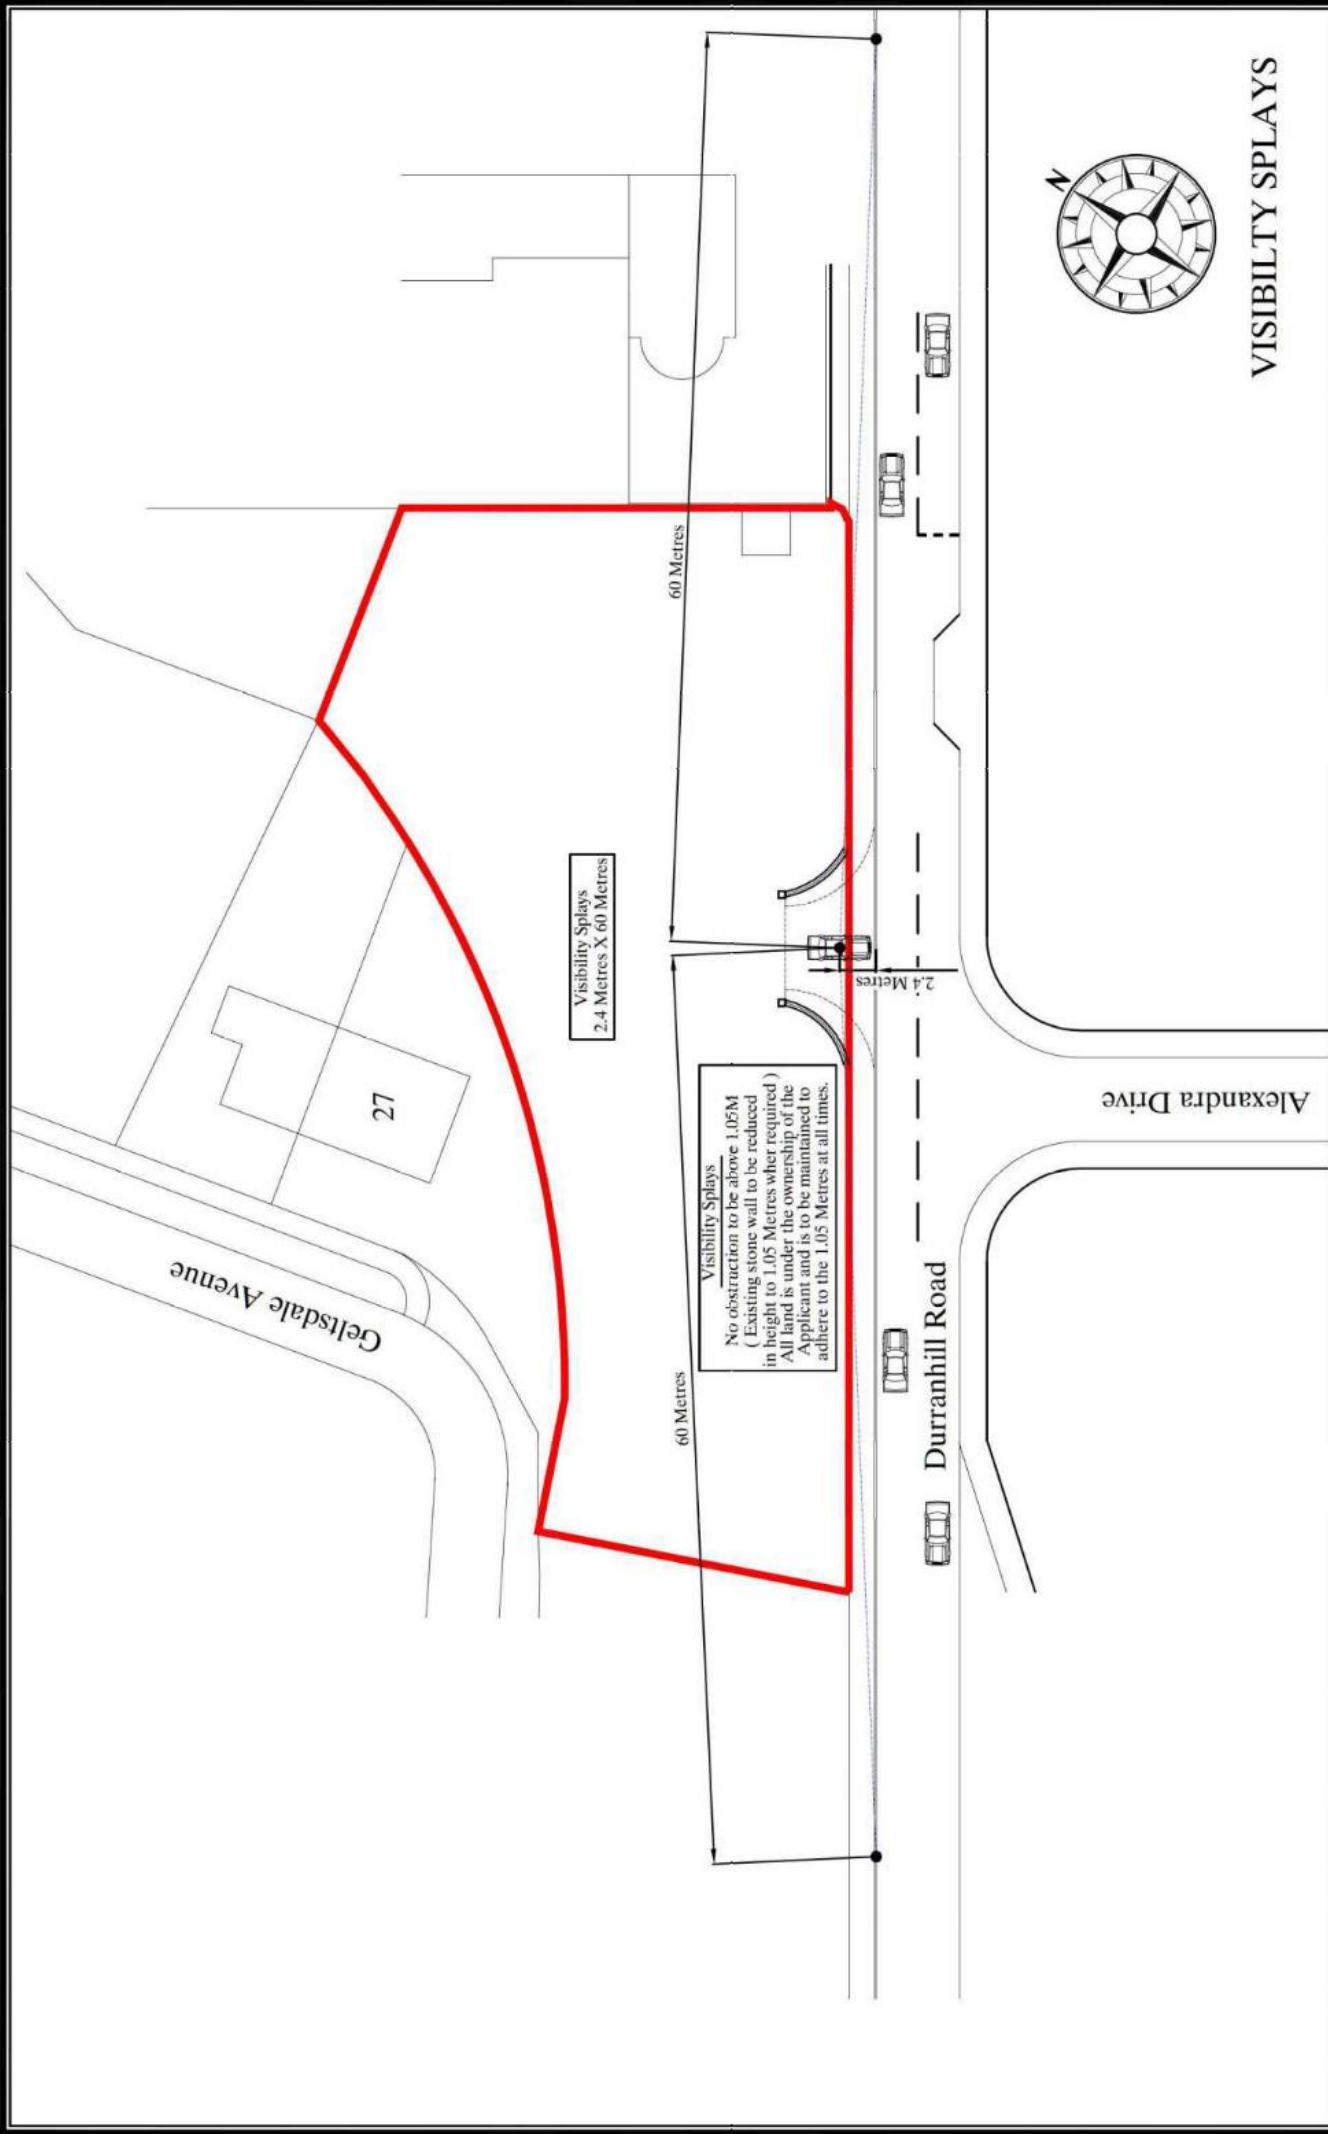 VISIBILTY SPLAYS
N
60 Metres
Visibility Splays
2.4 Metres X 60 Metres
2.4 Metres
27
Geltsdale Avenue
Visibility Splays
No obstruction to be above 1.05M
( Existing stone wall to be reduced
in height to 1.05 Metres wher required )
All land is under the ownership of the
Applicant and is to be maintained to
adhere to the 1.05 Metres at all times.
60 Metres
Durranhill Road
Alexandra Drive